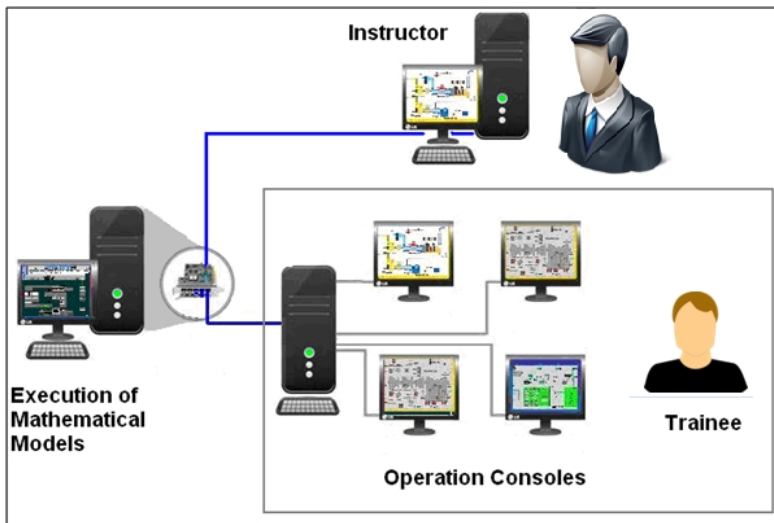 Instructor
Execution of
Mathematical
Models
Operation Consoles
Trainee